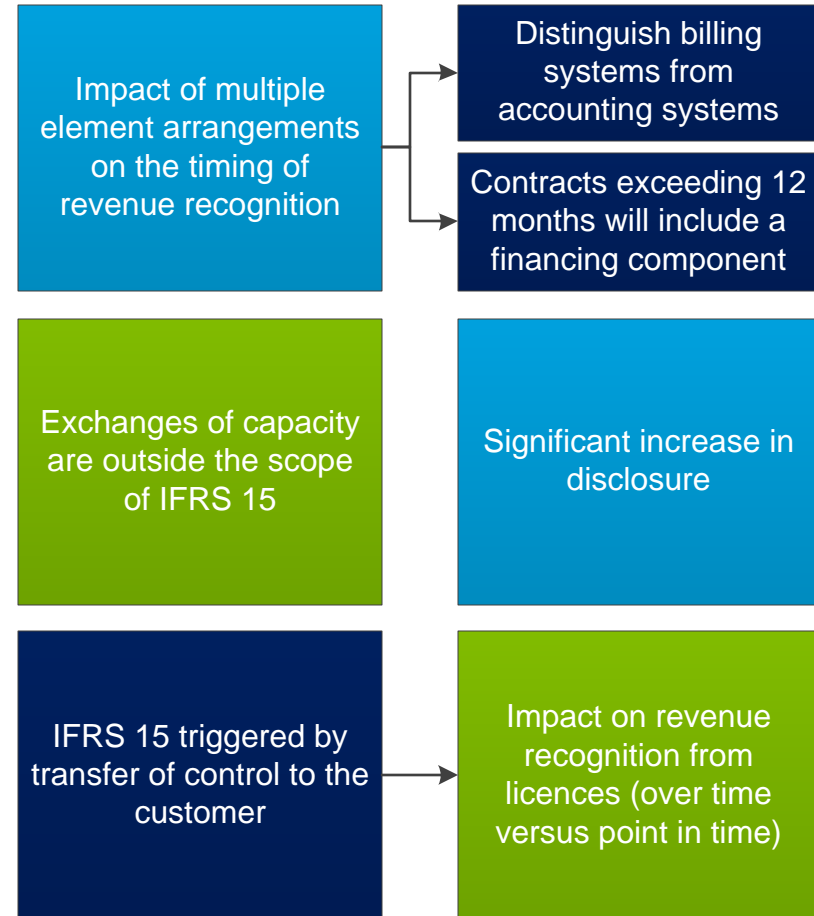 Impact of multiple
element arrangements
on the timing of
revenue recognition
Distinguish billing
systems from
accounting systems
Contracts exceeding 12
months will include a
financing component
Exchanges of capacity
are outside the scope
of IFRS 15
Significant increase in
disclosure
IFRS 15 triggered by
transfer of control to the
customer
Impact on revenue
recognition from
licences (over time
versus point in time)